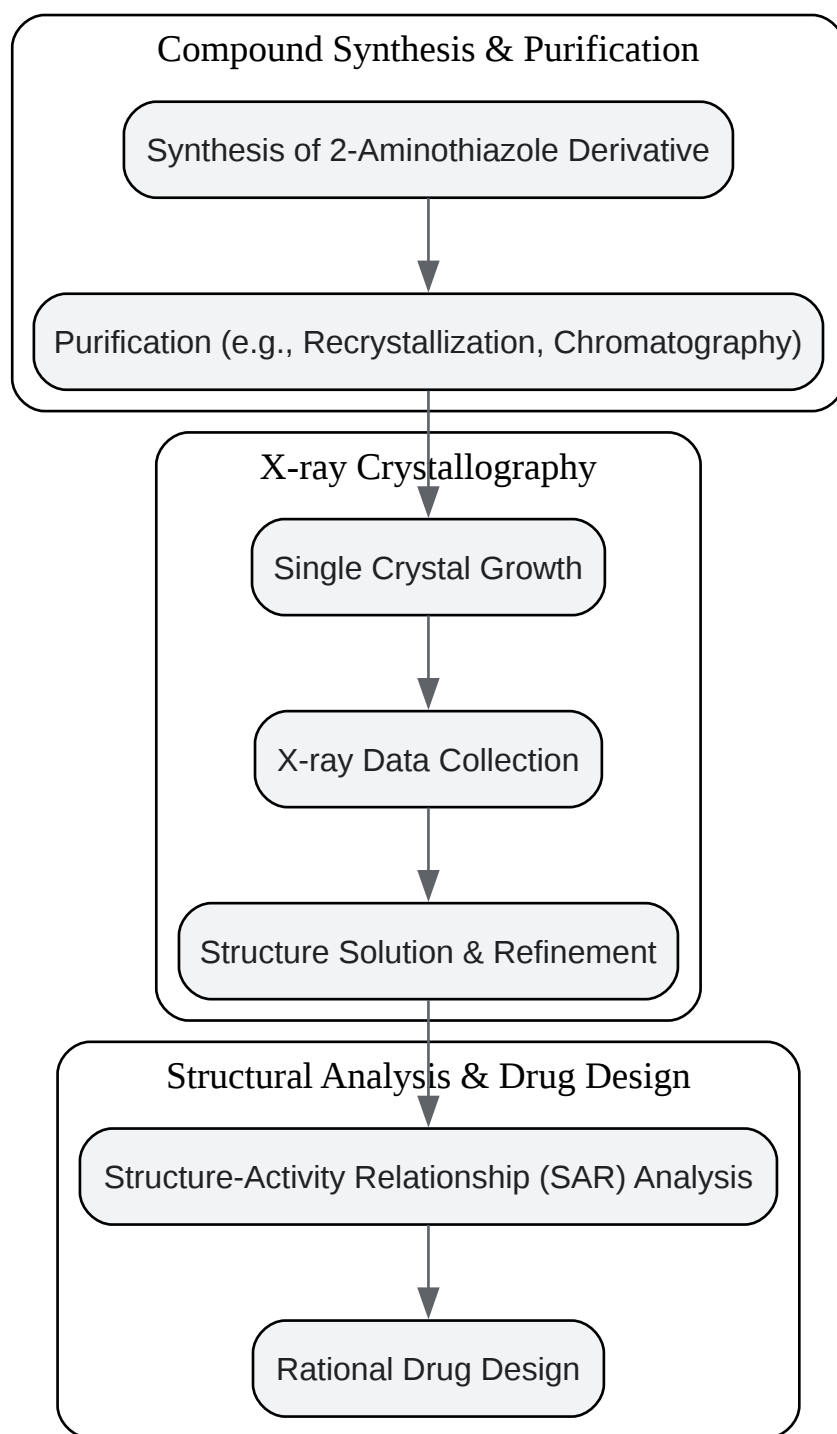 Compound Synthesis & Purification
Synthesis of 2-Aminothiazole Derivative
Purification (e.g., Recrystallization, Chromatography)
X-ray Crystallography
Single Crystal Growth
X-ray Data Collection
Structure Solution & Refinement
Structural Analysis & Drug Design
Structure-Activity Relationship (SAR) Analysis
Rational Drug Design